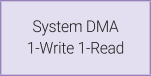 System DMA
1-Write 1-Read